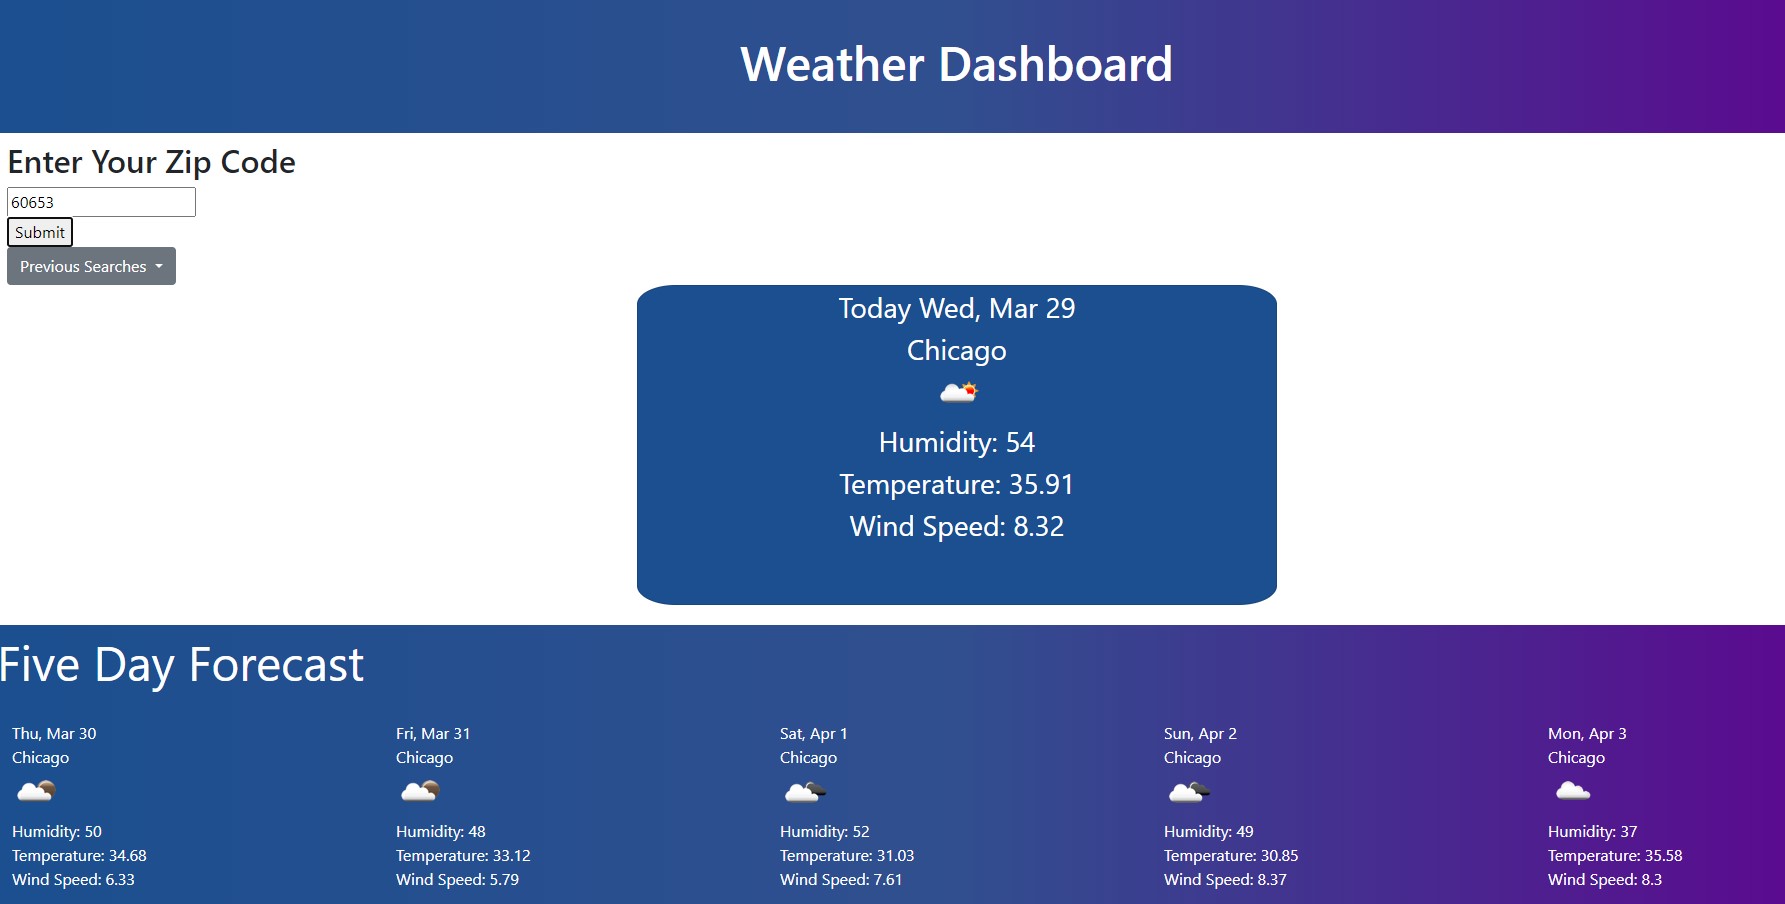 Weather Dashboard
Enter Your Zip Code
60653
Submit
Previous Searches
Today Wed, Mar 29
Chicago
Humidity: 54
Temperature: 35.91
Wind Speed: 8.32
Five Day Forecast
Thu, Mar 30
Chicago
Humidity: 50
Temperature: 34.68
Wind Speed: 6.33
Fri, Mar 31
Chicago
Humidity: 48
Temperature: 33.12
Wind Speed: 5.79
Sat, Apr 1
Chicago
Humidity: 52
Temperature: 31.03
Wind Speed: 7.61
Sun, Apr 2
Chicago
Humidity: 49
Temperature: 30.85
Wind Speed: 8.37
Mon, Apr 3
Chicago
Humidity: 37
Temperature: 35.58
Wind Speed: 8.3